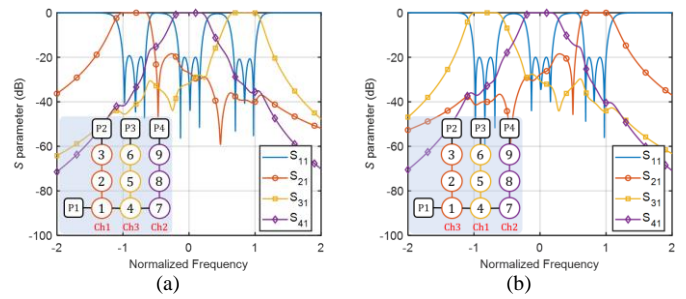 0
-20
-40
-60
-80
-100
S parameter (dB)
-2 -1 0 1 2
Normalized Frequency
S11
S21
S31
S41
P2 P3 P4
3 6 9
2 5 8
P1 1 4 7
Ch1 Ch3 Ch2
(a)
0
-20
-40
-60
-80
-100
S parameter (dB)
-2 -1 0 1 2
Normalized Frequency
S11
S21
S31
S41
P2 P3 P4
3 6 9
2 5 8
P1 1 4 7
Ch3 Ch1 Ch2
(b)